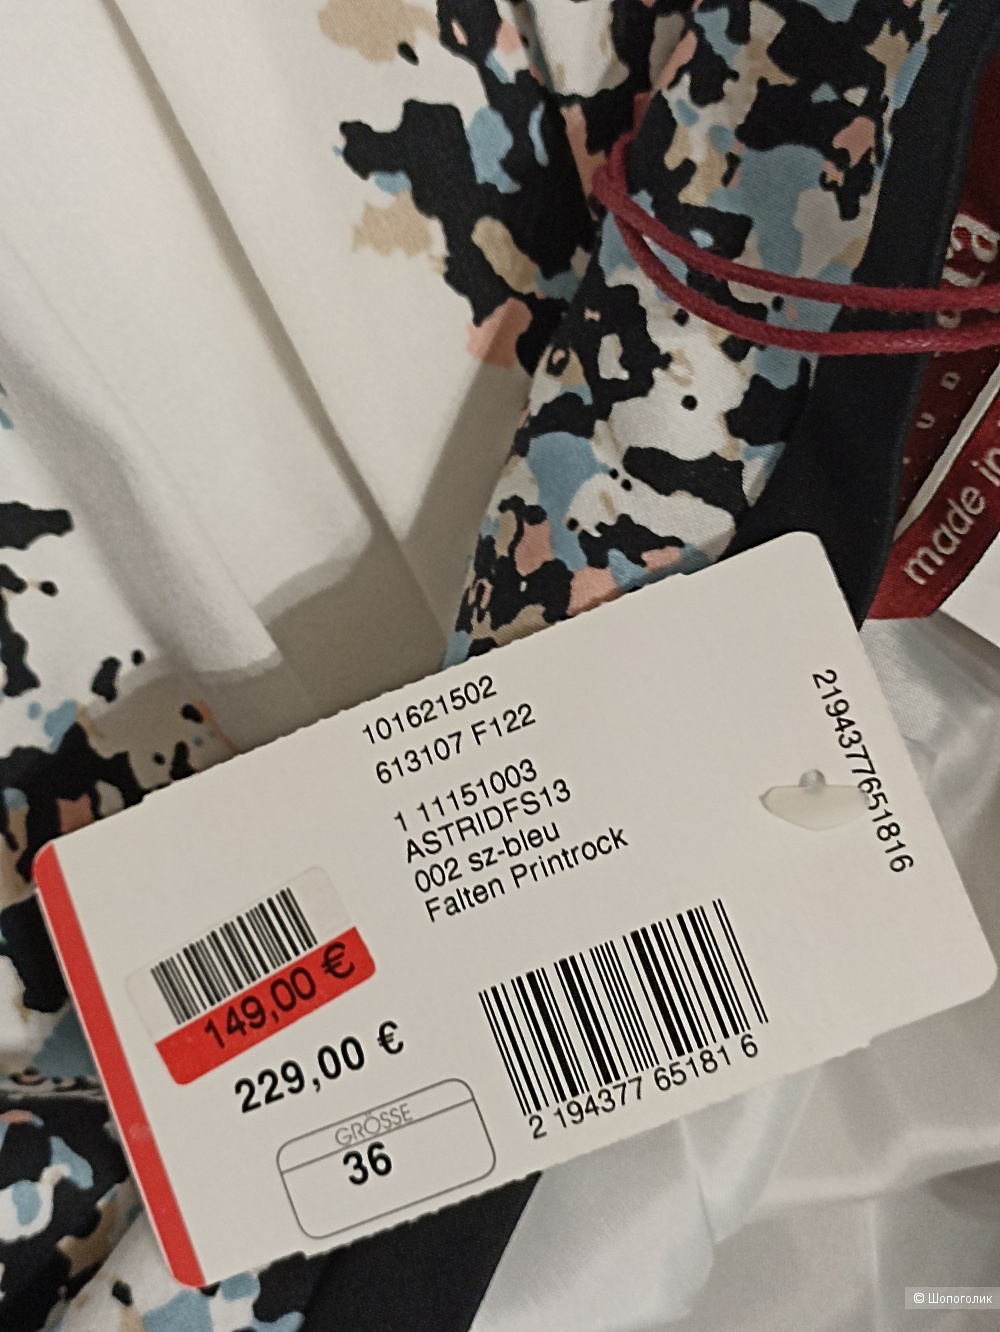 101621502
613107 F122
1 11151003
ASTRIDFS13
002 sz-bleu
Falten Printrock
2194377651816
149,00 €
229,00 €
GRÖSSE
36
2 194377 65181 6
made in
© Шопоголик